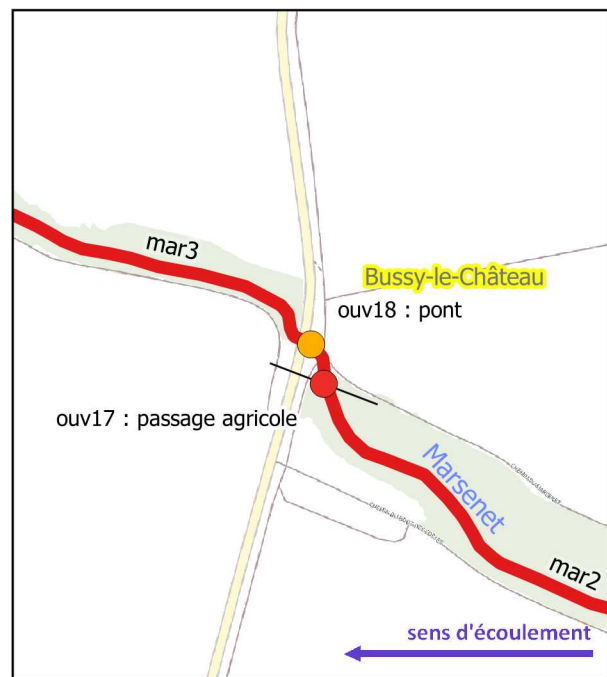 mar3
Bussy-le-Château
ouv18 : pont
ouv17 : passage agricole
Marsenet
mar2
sens d'écoulement